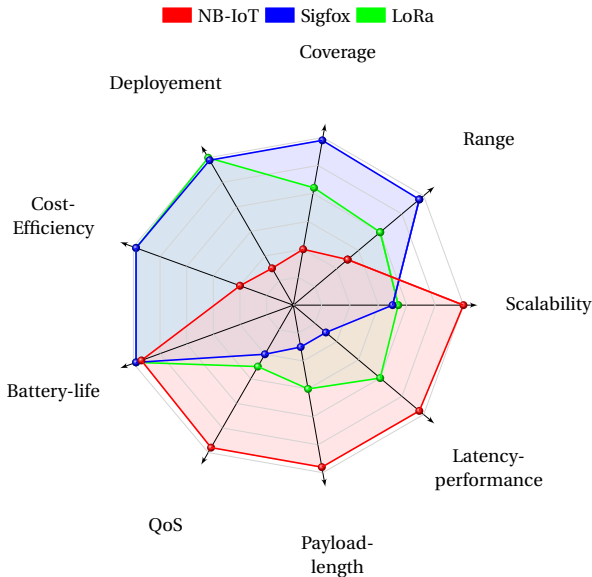 NB-IoT Sigfox LoRa
Coverage
Deployement
Range
Cost-
Efficiency
Scalability
Battery-life
Latency-
performance
QoS
Payload-
length